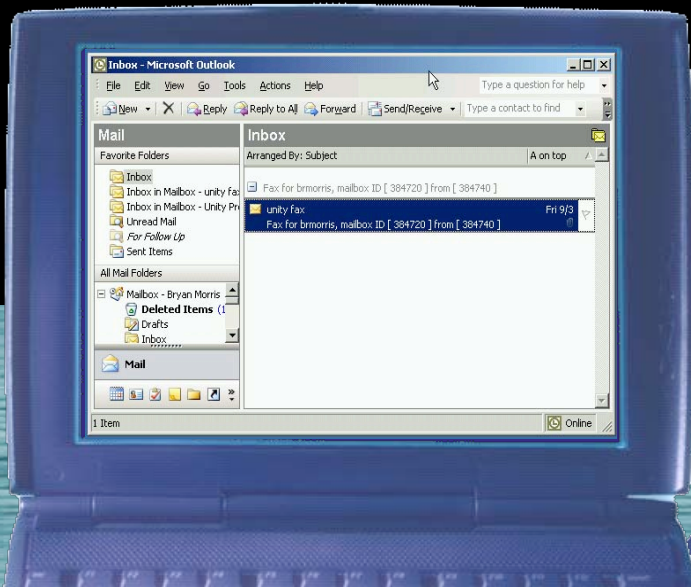 Inbox - Microsoft Outlook
File Edit View Go Tools Actions Help Type a question for help
New Reply Reply to All Forward Send/Receive Type a contact to find
Mail
Inbox
Favorite Folders
Arranged By: Subject A on top
Inbox
Inbox in Mailbox - unity fa
Inbox in Mailbox - Unity Pr
Unread Mail
For Follow Up
Sent Items
Fax for brmorris, mailbox ID [ 384720 ] from [ 384740 ]
unity fax Fri 9/3
Fax for brmorris, mailbox ID [ 384720 ] from [ 384740 ]
All Mail Folders
Mailbox - Bryan Morris
Deleted Items (1
Drafts
Inbox
Mail
1 Item Online